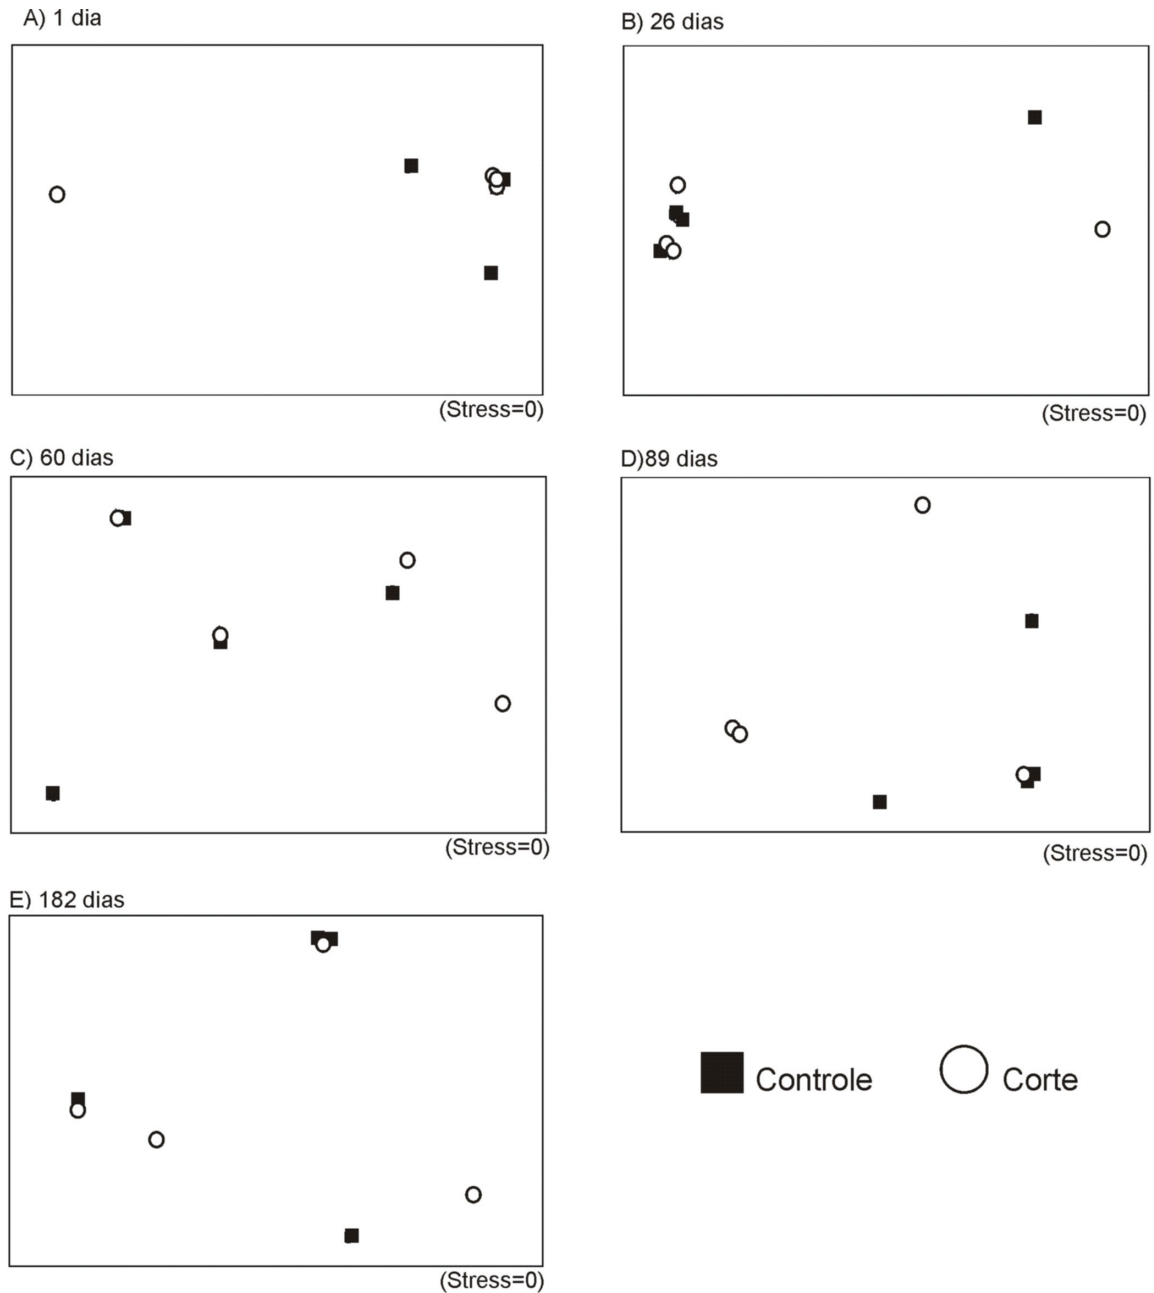 A) 1 dia
B) 26 dias
(Stress=0)
(Stress=0)
C) 60 dias
D)89 dias
(Stress=0)
(Stress=0)
E) 182 dias
Controle
Corte
(Stress=0)